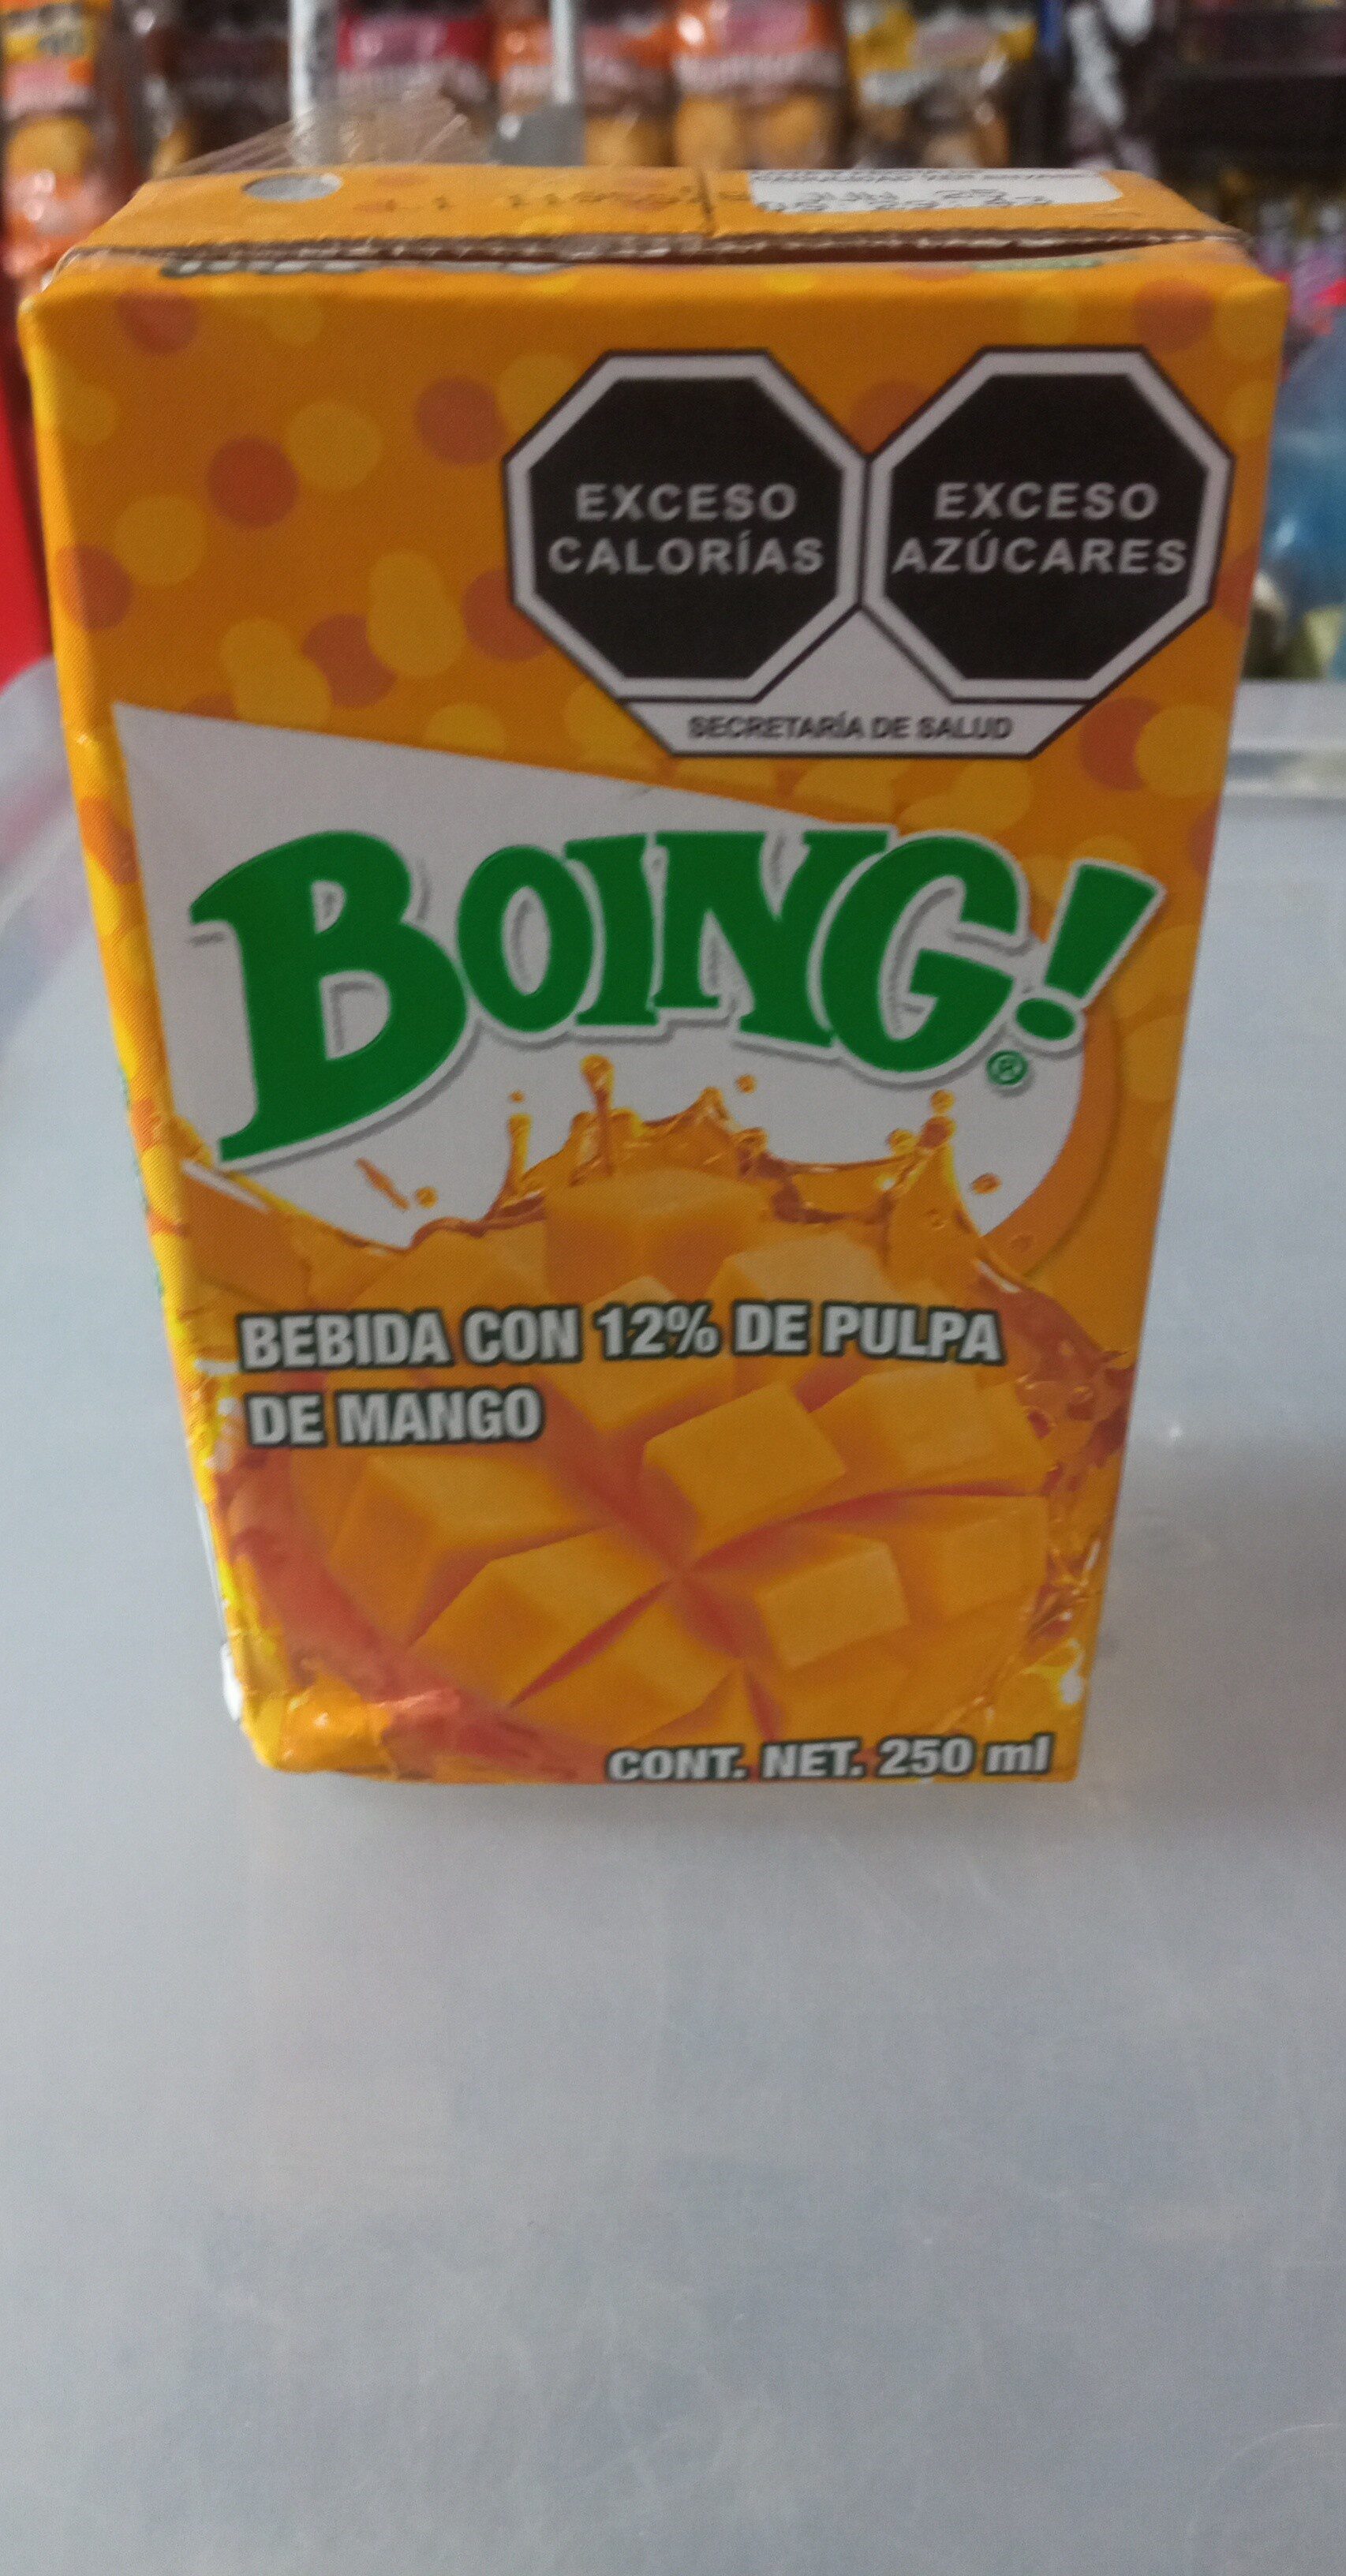 EXCESO
CALORÍAS
EXCESO
AZÚCARES
SECRETARÍA DE SALUD
BOING!
®
BEBIDA CON 12% DE PULPA
DE MANGO
CONT. NET. 250 ml